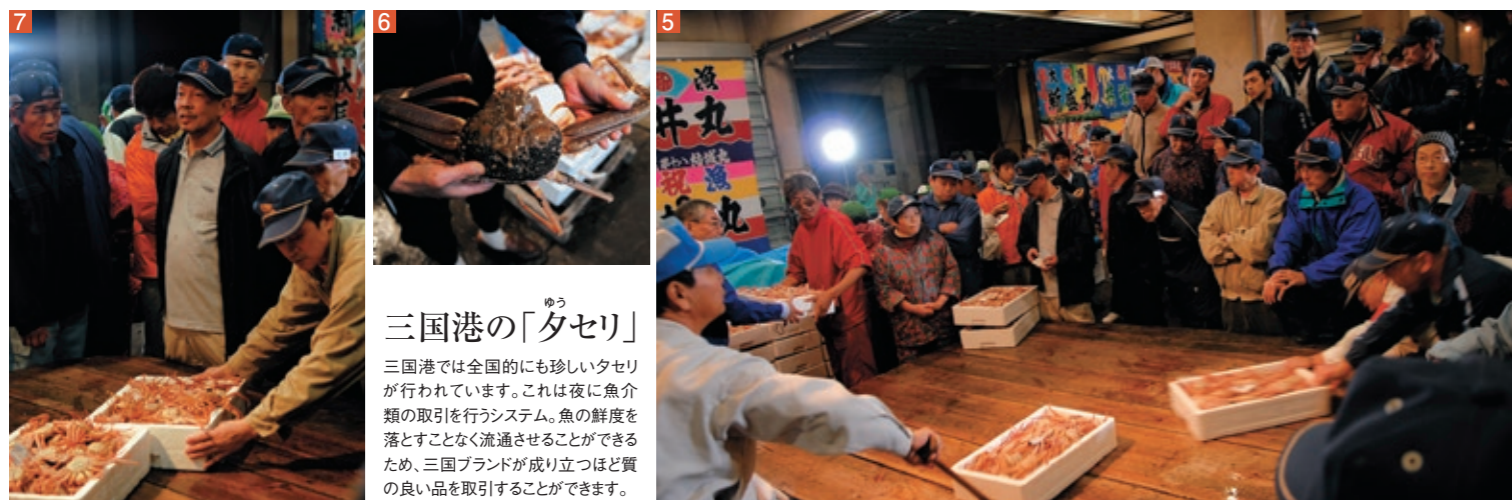 7
6
5
漁
井丸
祝漁
丸
ゆう
三国港の「夕セリ」
三国港では全国的にも珍しい夕セリ
が行われています。これは夜に魚介
類の取引を行うシステム。魚の鮮度を
落とすことなく流通させることができる
ため、三国ブランドが成り立つほど質
の良い品を取引することができます。